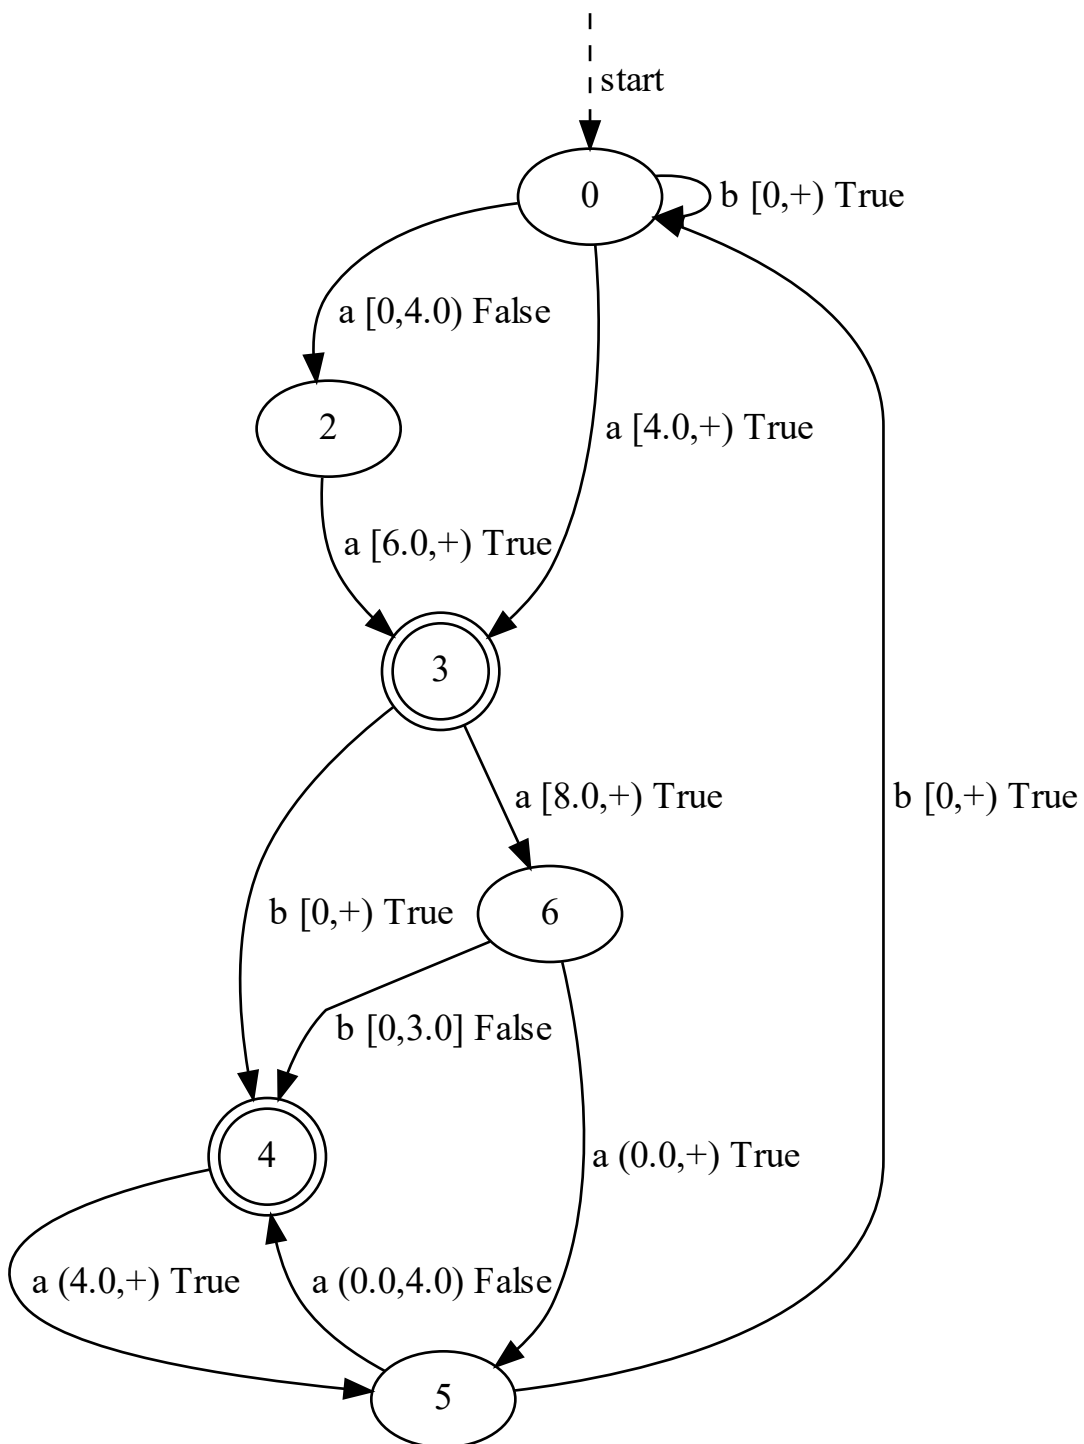 start
0
b [0,+) True
a [0,4.0) False
2
a [4.0,+) True
a [6.0,+) True
3
a [8.0,+) True
b [0,+) True
b [0,+) True
6
b [0,3.0] False
4
a (0.0,+) True
a (4.0,+) True
a (0.0,4.0) False
5